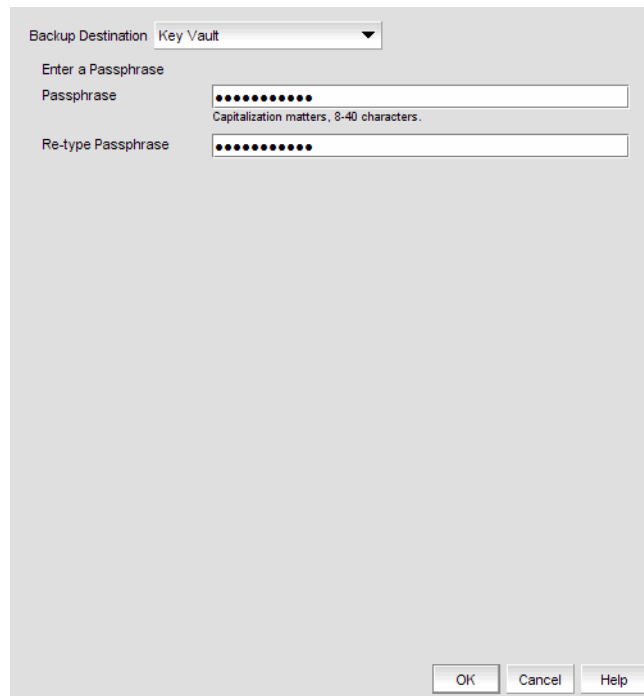 Backup Destination Key Vault
Enter a Passphrase
Passphrase ●●●●●●●●●●●
Capitalization matters, 8-40 characters.
Re-type Passphrase ●●●●●●●●●●●
OK Cancel Help